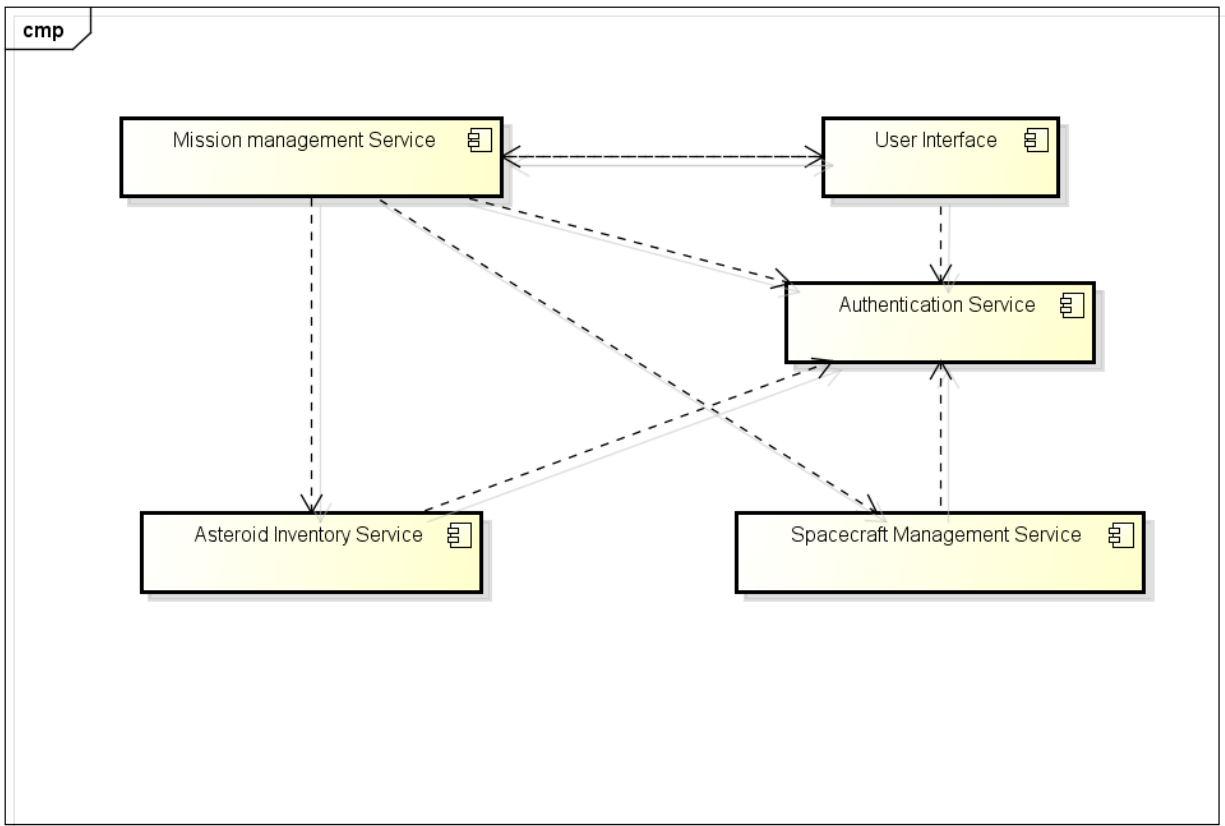 cmp
Mission management Service
User Interface
Authentication Service
Asteroid Inventory Service
Spacecraft Management Service